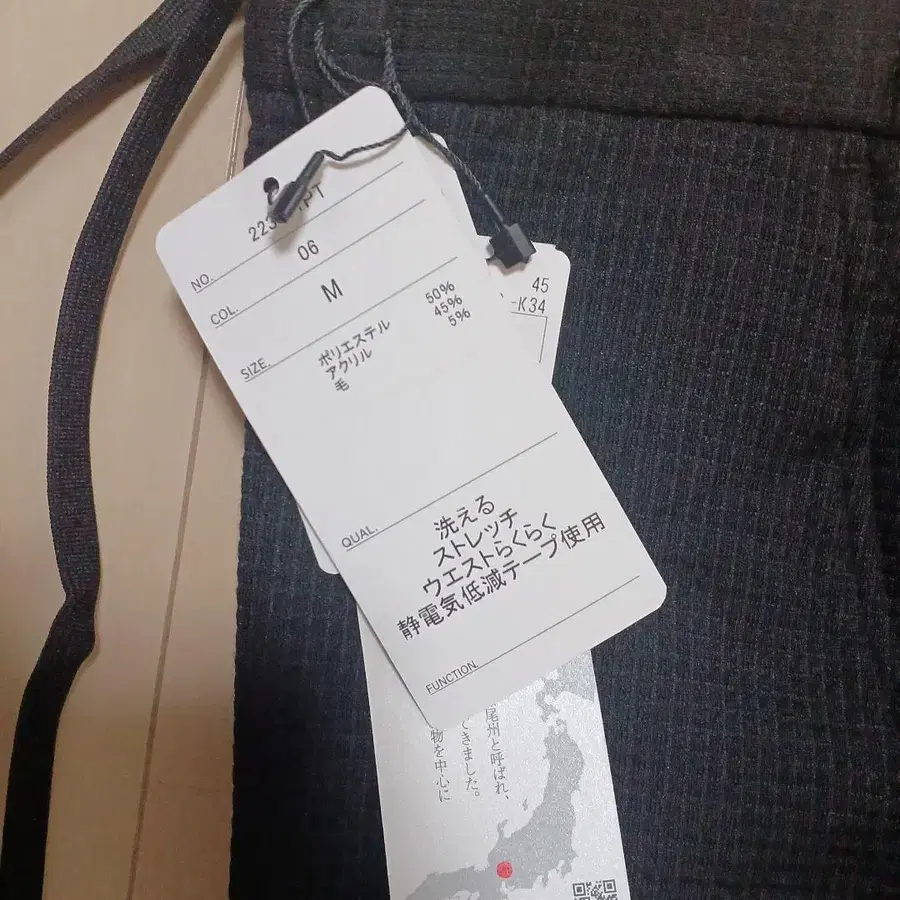 NO.
COL. 06
SIZE. M
ポリエステル 50%
アクリル 45%
毛 5%
QUAL.
洗える
ストレッチ
ウエストらくらく
静電気低減テープ使用
FUNCTION.
45
-K34
尾州と呼ばれ、
できました。
物を中心に